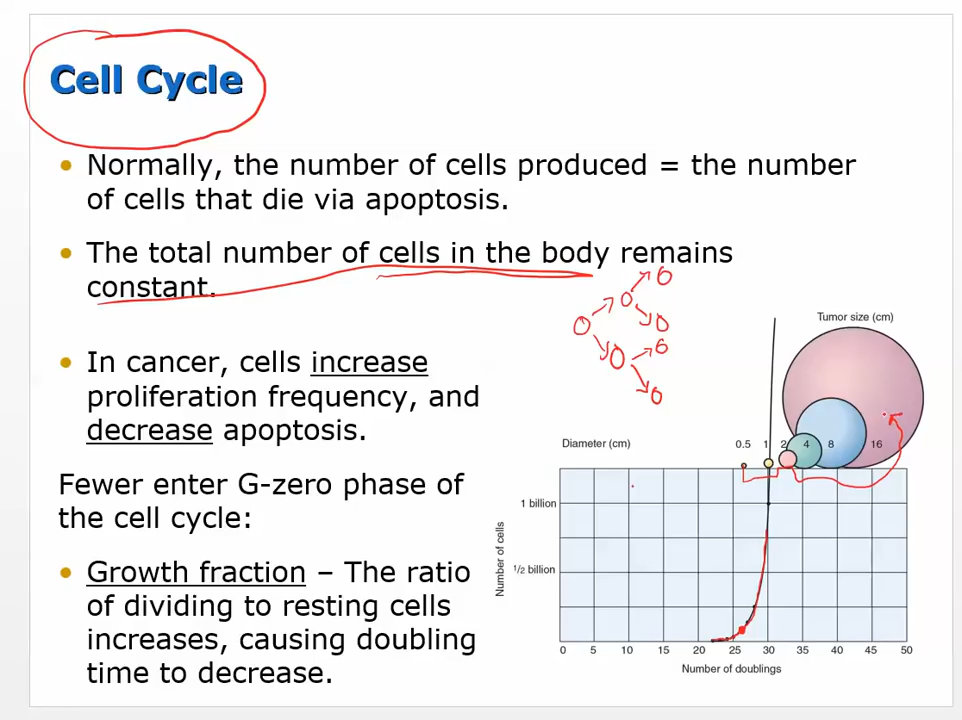 Cell Cycle
• Normally, the number of cells produced = the number
of cells that die via apoptosis.
• The total number of cells in the body remains
constant.
• In cancer, cells increase
proliferation frequency, and
decrease apoptosis.
Fewer enter G-zero phase of
the cell cycle:
• Growth fraction – The ratio
of dividing to resting cells
increases, causing doubling
time to decrease.
Tumor size (cm)
Diameter (cm) 0.5 1 2 4 8 16
1 billion
1/2 billion
Number of cells
0 5 10 15 20 25 30 35 40 45 50
Number of doublings